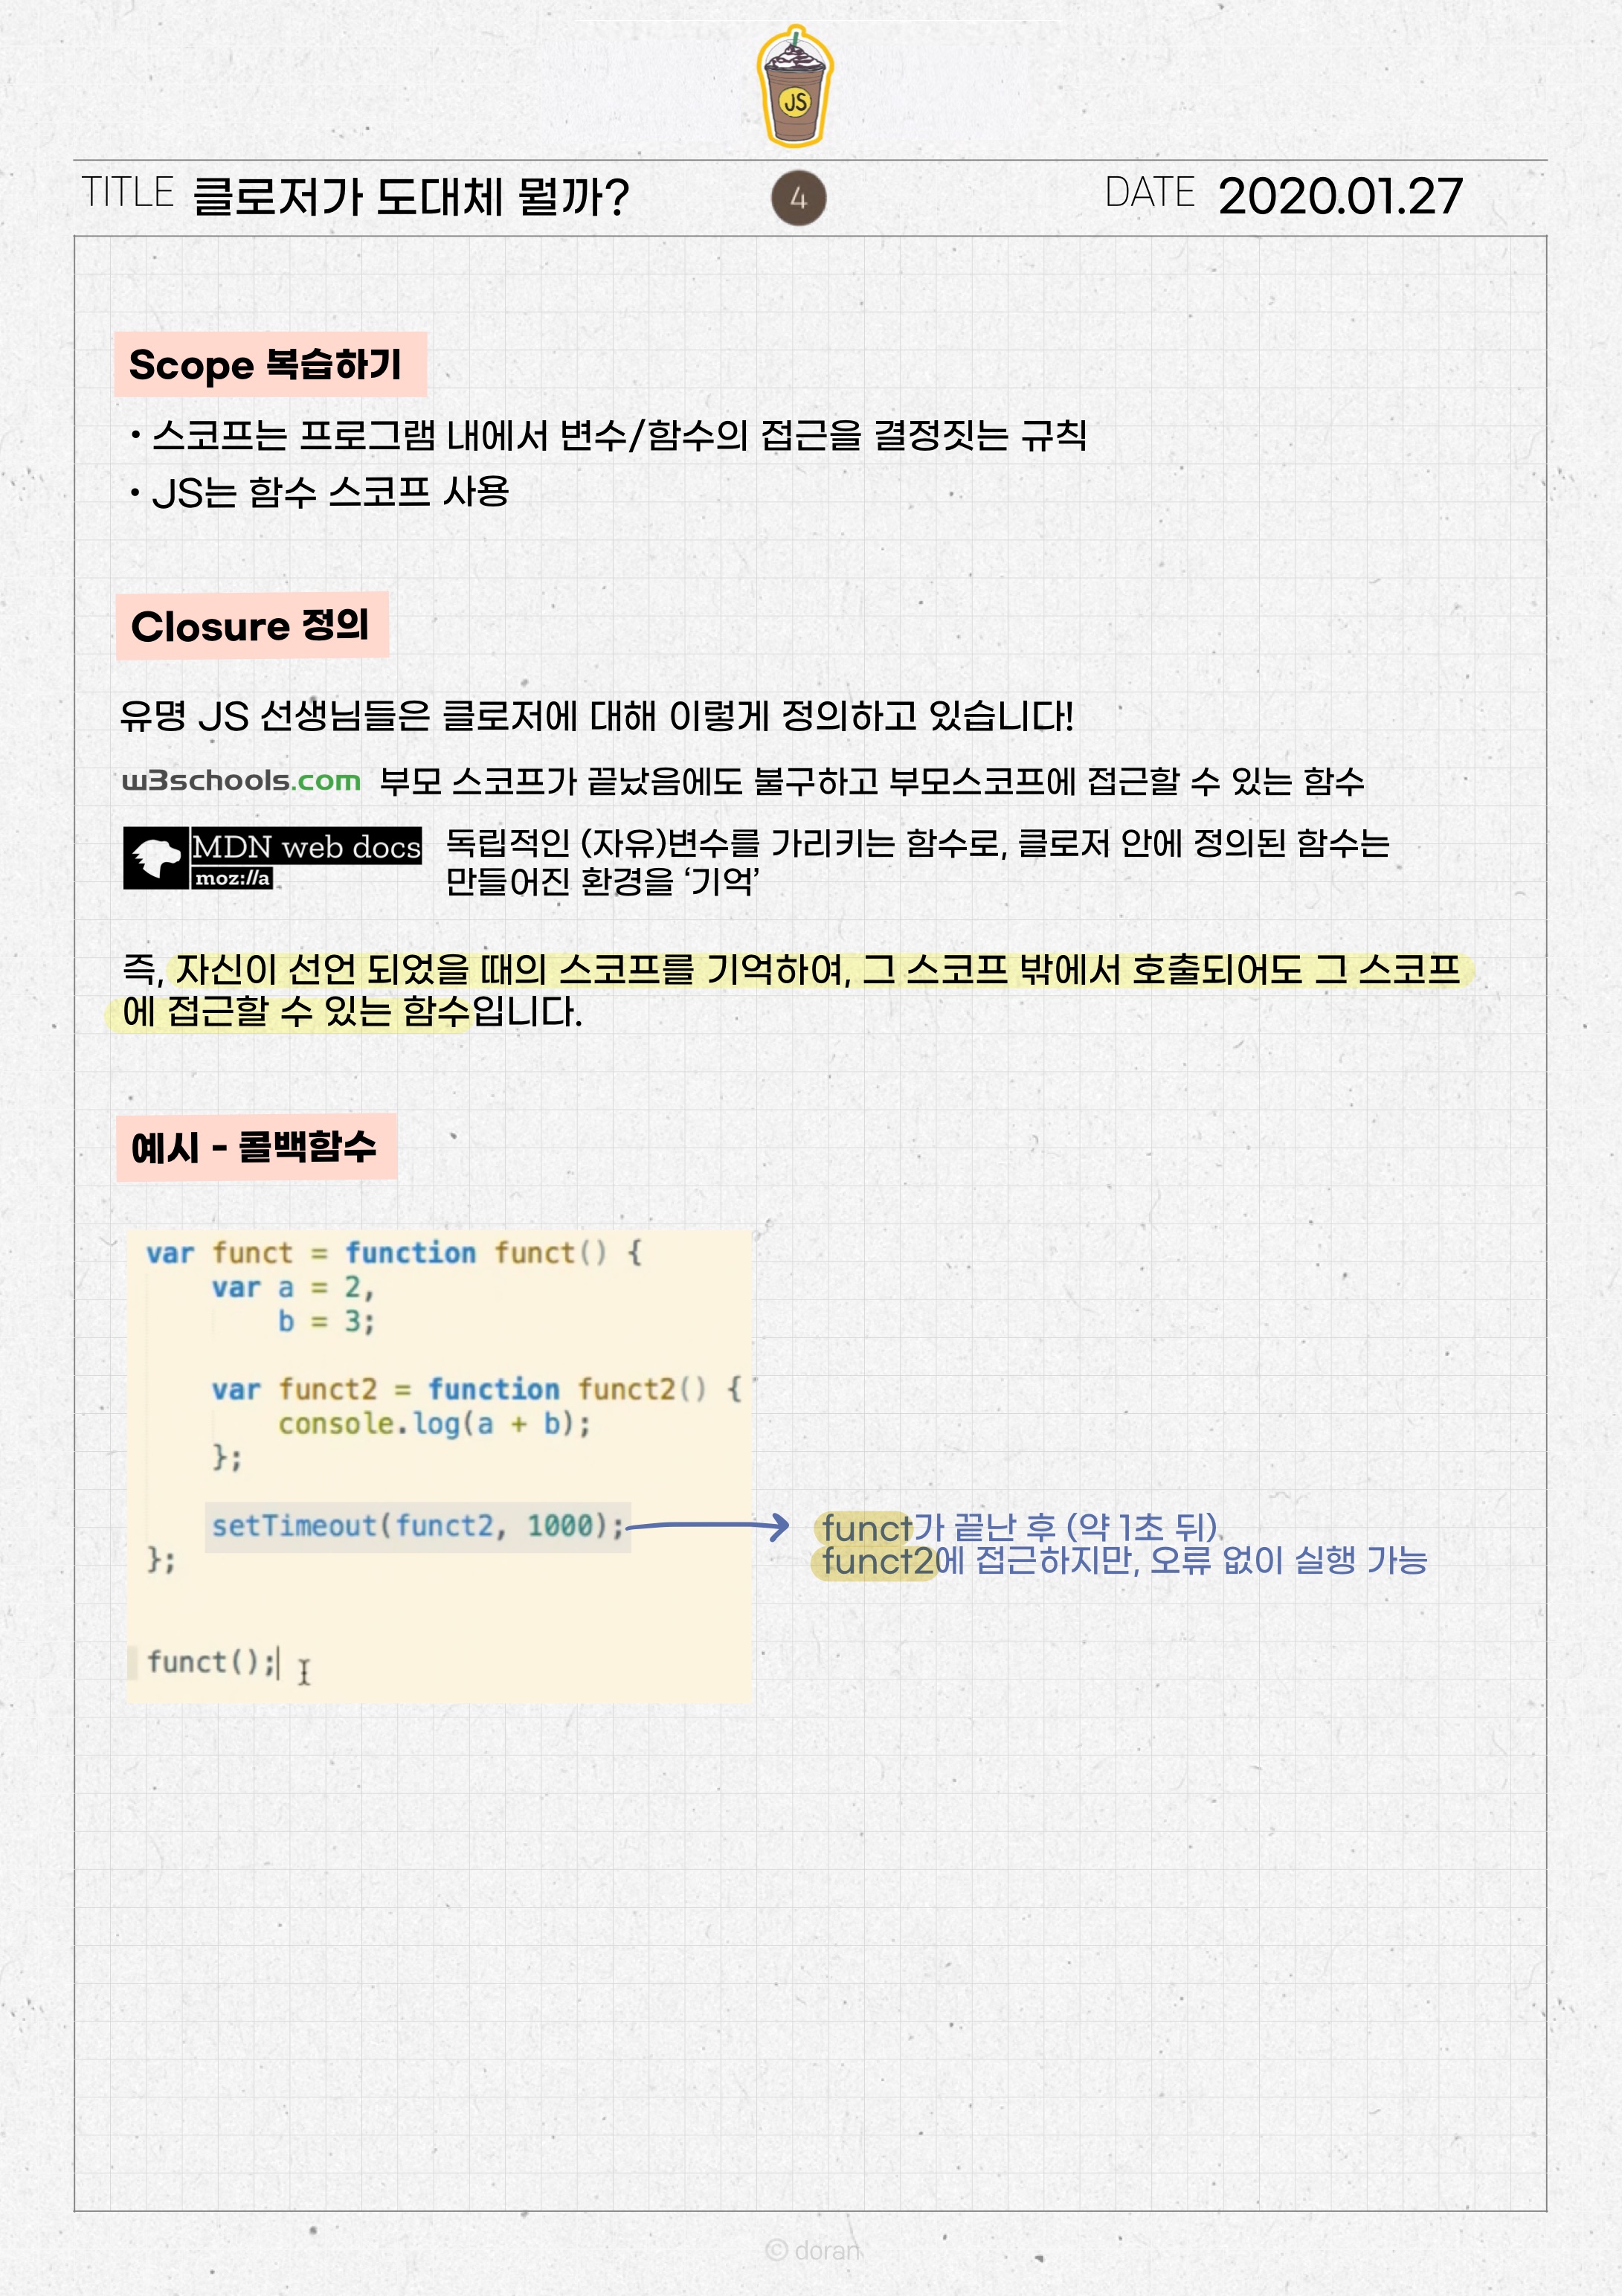 JS
TITLE 클로저가 도대체 뭘까? 4 DATE 2020.01.27
Scope 복습하기
• 스코프는 프로그램 내에서 변수/함수의 접근을 결정짓는 규칙
• JS는 함수 스코프 사용
Closure 정의
유명 JS 선생님들은 클로저에 대해 이렇게 정의하고 있습니다!
w3schools.com 부모 스코프가 끝났음에도 불구하고 부모스코프에 접근할 수 있는 함수
MDN web docs
moz://a
독립적인 (자유)변수를 가리키는 함수로, 클로저 안에 정의된 함수는
만들어진 환경을 ‘기억’
즉, 자신이 선언 되었을 때의 스코프를 기억하여, 그 스코프 밖에서 호출되어도 그 스코프
에 접근할 수 있는 함수입니다.
예시 - 콜백함수
var funct = function funct() {
    var a = 2,
        b = 3;
    var funct2 = function funct2() {
        console.log(a + b);
    };
    setTimeout(funct2, 1000);
};
funct();
funct가 끝난 후 (약 1초 뒤)
funct2에 접근하지만, 오류 없이 실행 가능
© doran